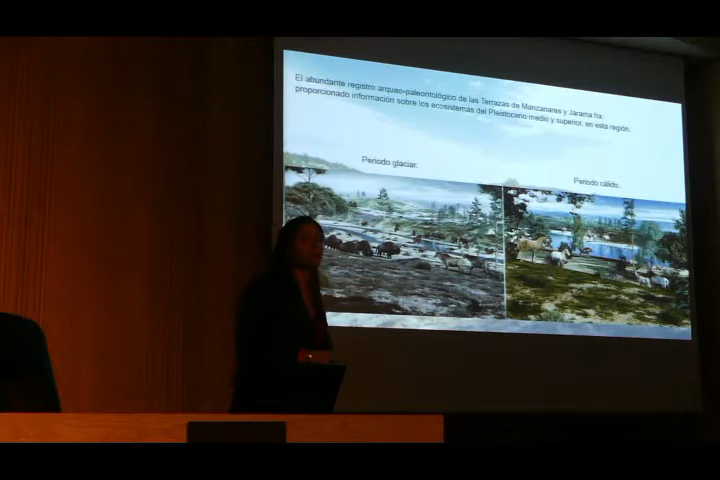 El abundante registro arqueo-paleontológico de las Terrazas de Manzanares y Jarama ha:
proporcionado información sobre los ecosistemas del Pleistoceno medio y superior, en esta región.
Periodo glaciar.
Periodo cálido.